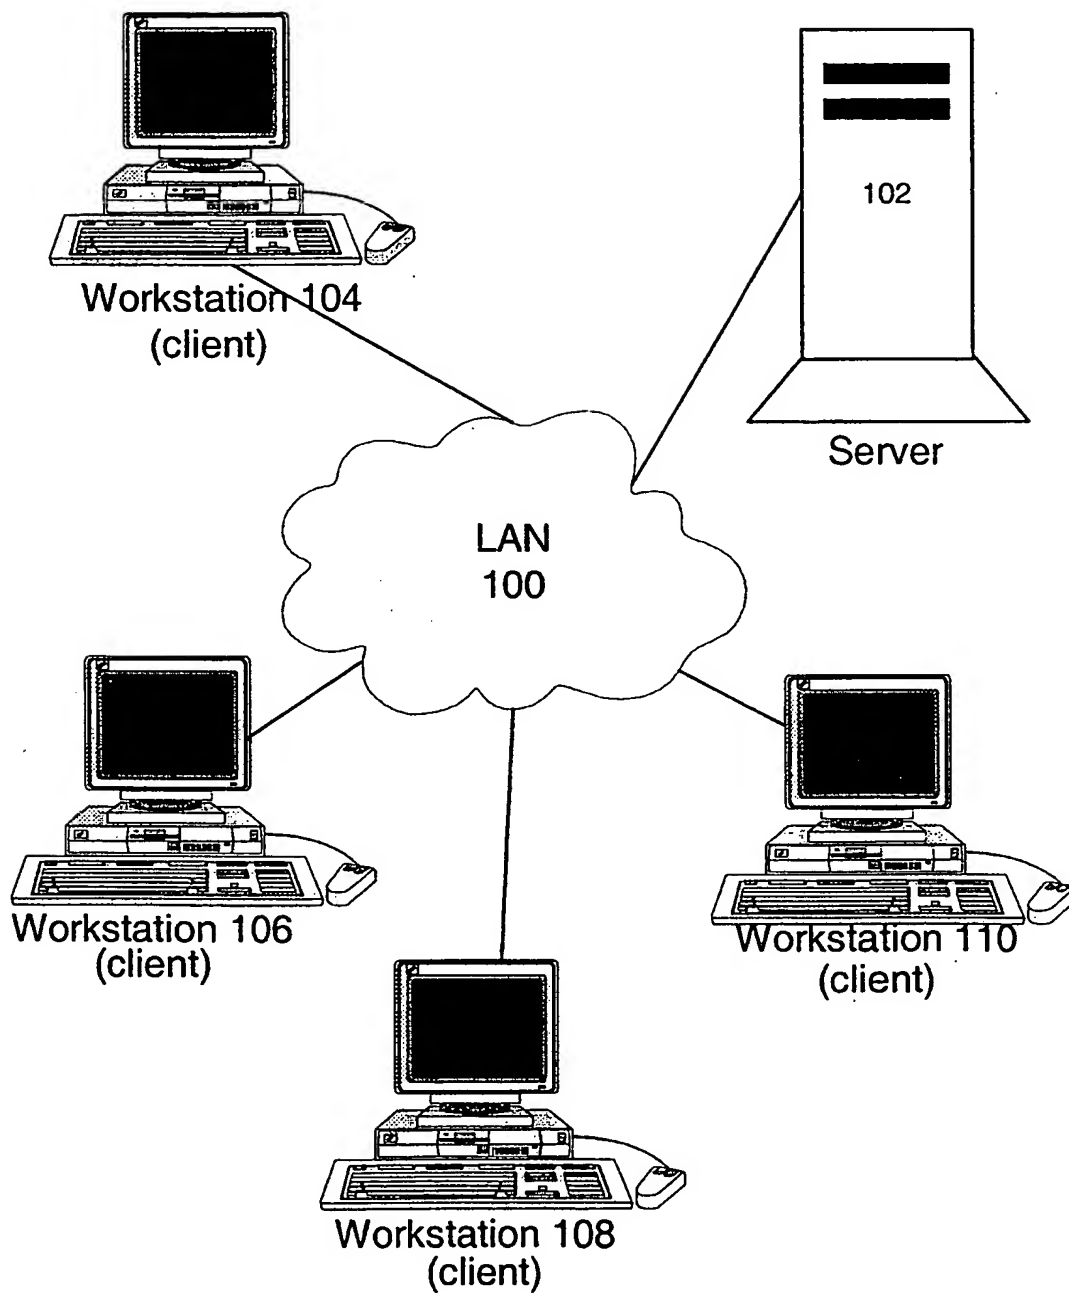 102
Workstation 104
(client)
Server
LAN
100
Workstation 106
(client)
Workstation 110
(client)
Workstation 108
(client)